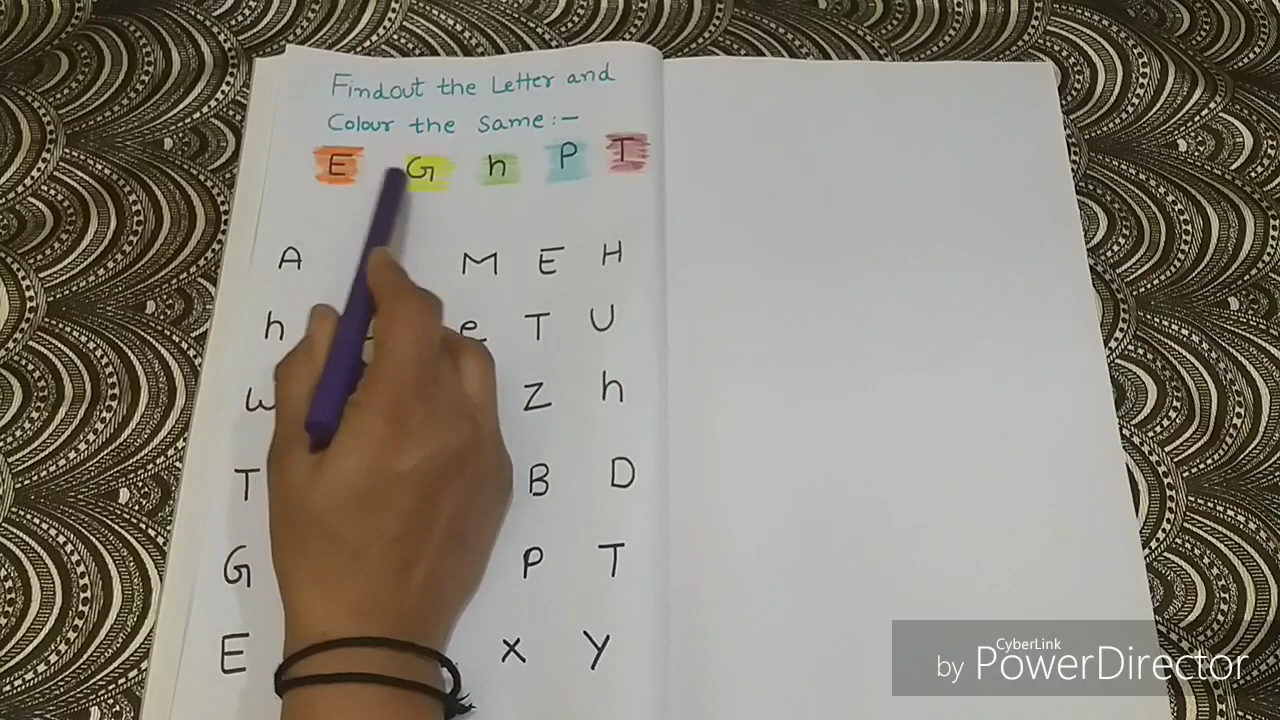 Findout the Letter and
Colour the same:-
E G h P T
A M E H
h e T U
w Z h
T B D
G P T
E x y
CyberLink
by PowerDirector